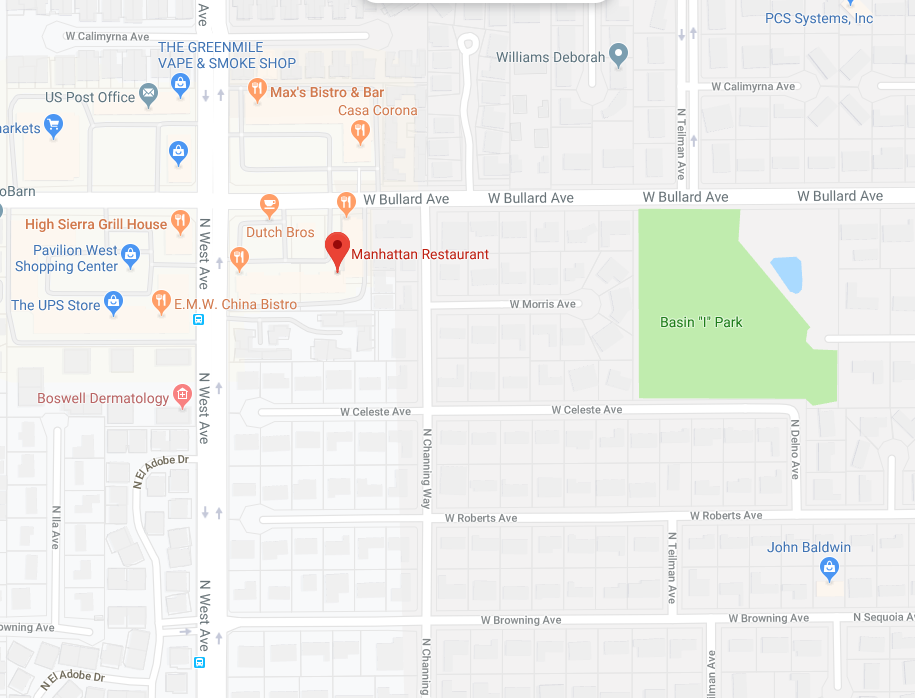 Ave
W Calimyrna Ave
THE GREENMILE
VAPE & SMOKE SHOP
PCS Systems, Inc
Williams Deborah
US Post Office
Max's Bistro & Bar
Casa Corona
W Calimyrna Ave
arkets
N Teilman Ave
oBarn
W Bullard Ave
W Bullard Ave
W Bullard Ave
W Bullard Ave
High Sierra Grill House
Dutch Bros
N West Ave
Pavilion West
Shopping Center
Manhattan Restaurant
The UPS Store
E.M.W. China Bistro
W Morris Ave
Basin "I" Park
N West Ave
Boswell Dermatology
W Celeste Ave
W Celeste Ave
N Delno Ave
N Channing Way
N El Adobe Dr
N Ila Ave
W Roberts Ave
W Roberts Ave
N Teilman Ave
John Baldwin
N West Ave
owning Ave
W Browning Ave
W Browning Ave
N Sequoia A
N Channing
lman Ave
N El Adobe Dr